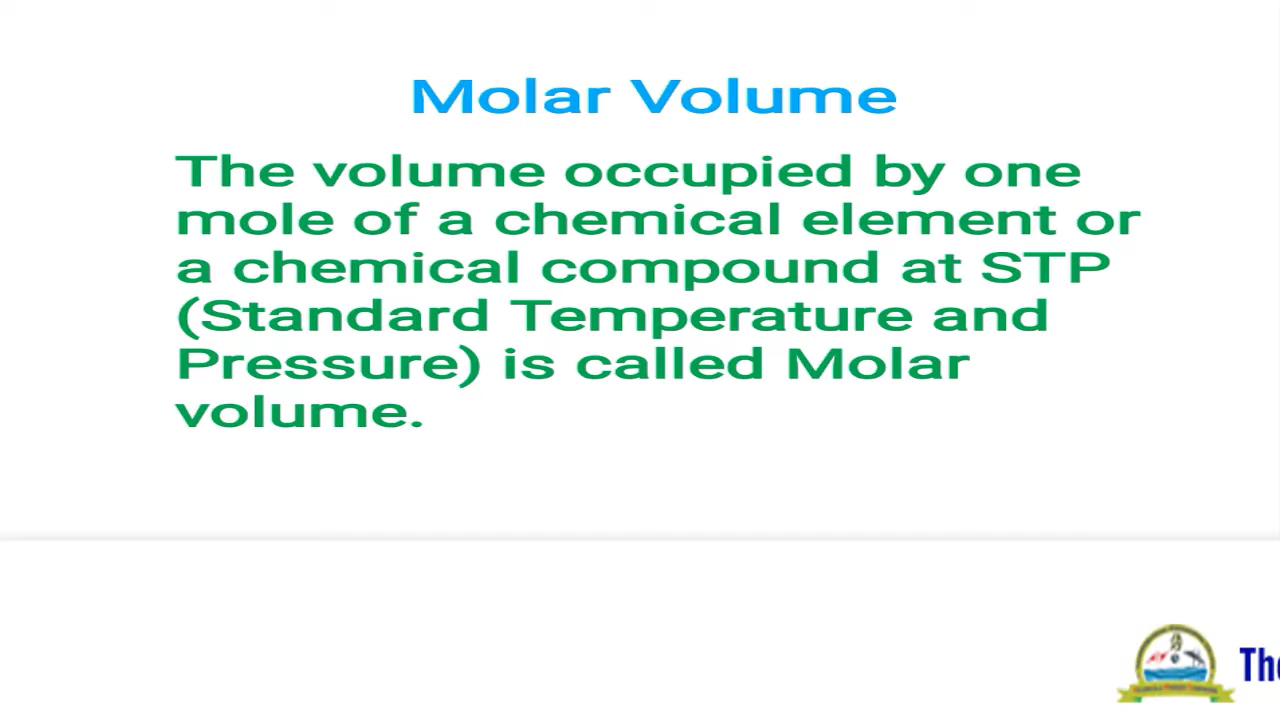 Molar Volume
The volume occupied by one
mole of a chemical element or
a chemical compound at STP
(Standard Temperature and
Pressure) is called Molar
volume.
The